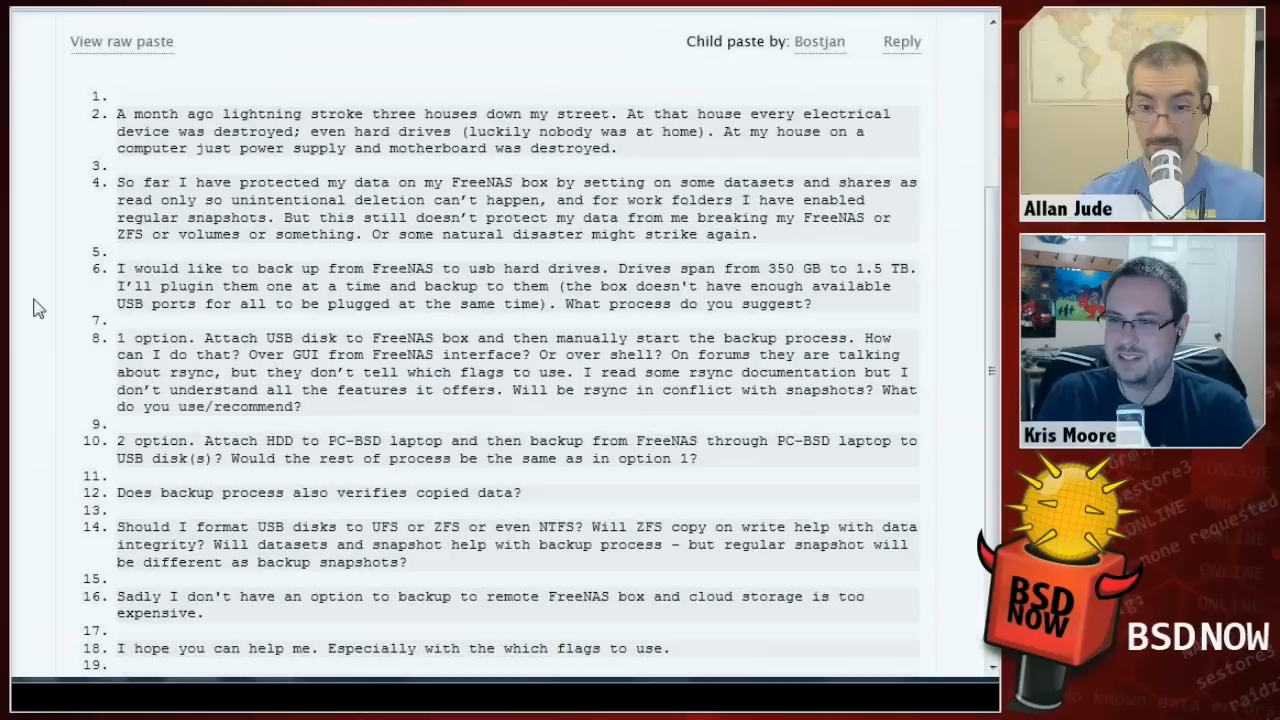 View raw paste
Child paste by: Bostjan
Reply
1.
2. A month ago lightning stroke three houses down my street. At that house every electrical
device was destroyed; even hard drives (luckily nobody was at home). At my house on a
computer just power supply and motherboard was destroyed.
3.
4. So far I have protected my data on my FreeNAS box by setting on some datasets and shares as
read only so unintentional deletion can't happen, and for work folders I have enabled
regular snapshots. But this still doesn't protect my data from me breaking my FreeNAS or
ZFS or volumes or something. Or some natural disaster might strike again.
5.
6. I would like to back up from FreeNAS to usb hard drives. Drives span from 350 GB to 1.5 TB.
I'll plugin them one at a time and backup to them (the box doesn't have enough available
USB ports for all to be plugged at the same time). What process do you suggest?
7.
8. 1 option. Attach USB disk to FreeNAS box and then manually start the backup process. How
can I do that? Over GUI from FreeNAS interface? Or over shell? On forums they are talking
about rsync, but they don't tell which flags to use. I read some rsync documentation but I
don't understand all the features it offers. Will be rsync in conflict with snapshots? What
do you use/recommend?
9.
10. 2 option. Attach HDD to PC-BSD laptop and then backup from FreeNAS through PC-BSD laptop to
USB disk(s)? Would the rest of process be the same as in option 1?
11.
12. Does backup process also verifies copied data?
13.
14. Should I format USB disks to UFS or ZFS or even NTFS? Will ZFS copy on write help with data
integrity? Will datasets and snapshot help with backup process - but regular snapshot will
be different as backup snapshots?
15.
16. Sadly I don't have an option to backup to remote FreeNAS box and cloud storage is too
expensive.
17.
18. I hope you can help me. Especially with the which flags to use.
19.
Allan Jude
Kris Moore
BSD
NOW
BSD NOW